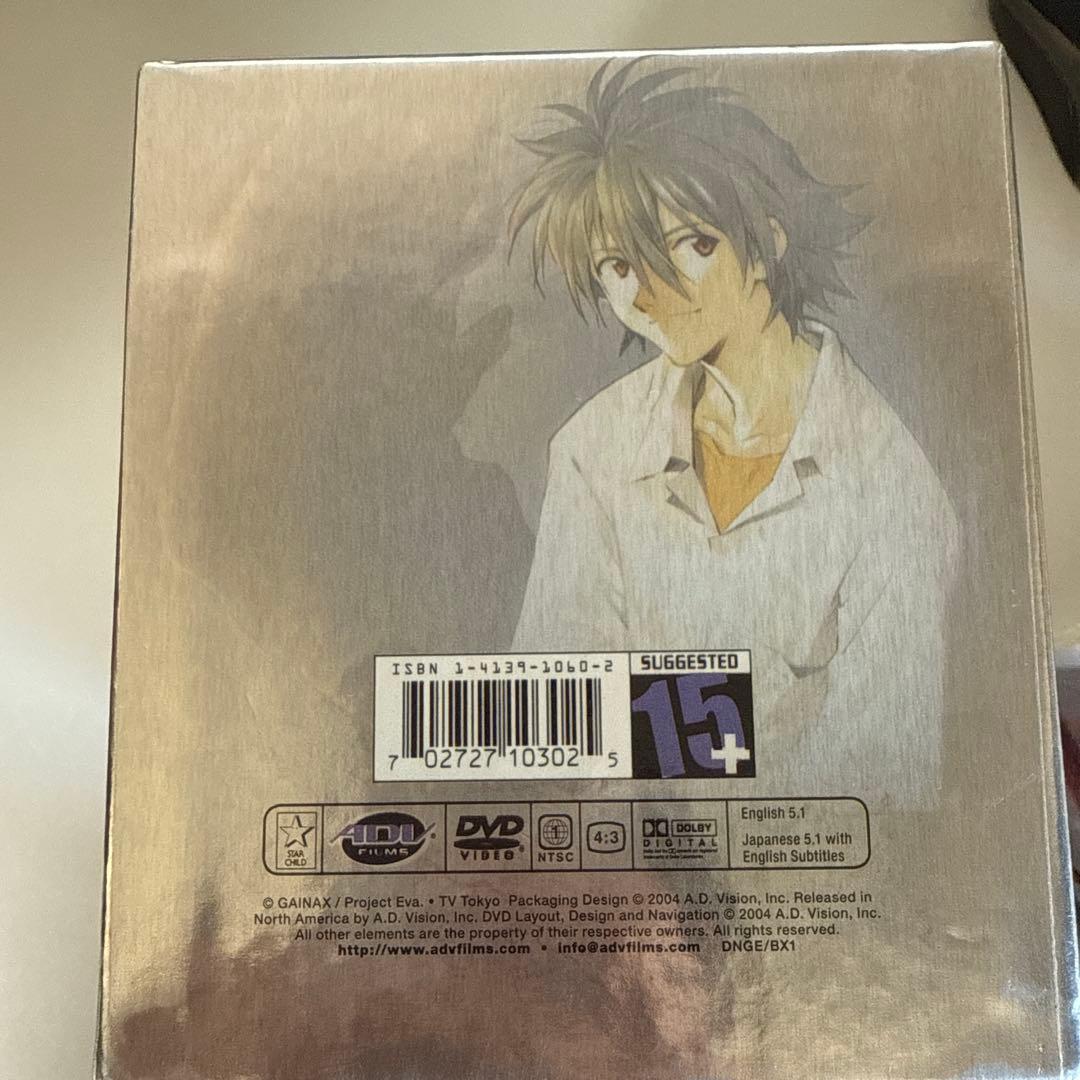 ISBN 1-4139-1060-2
SUGGESTED
15+
7 02727 10302 5
STAR CHILD
ADV FILMS
DVD VIDEO
1 NTSC
4:3
DOLBY DIGITAL
English 5.1
Japanese 5.1 with
English Subtitles
© GAINAX / Project Eva. • TV Tokyo Packaging Design © 2004 A.D. Vision, Inc. Released in
North America by A.D. Vision, Inc. DVD Layout, Design and Navigation © 2004 A.D. Vision, Inc.
All other elements are the property of their respective owners. All rights reserved.
http://www.advfilms.com • info@advfilms.com DNGE/BX1